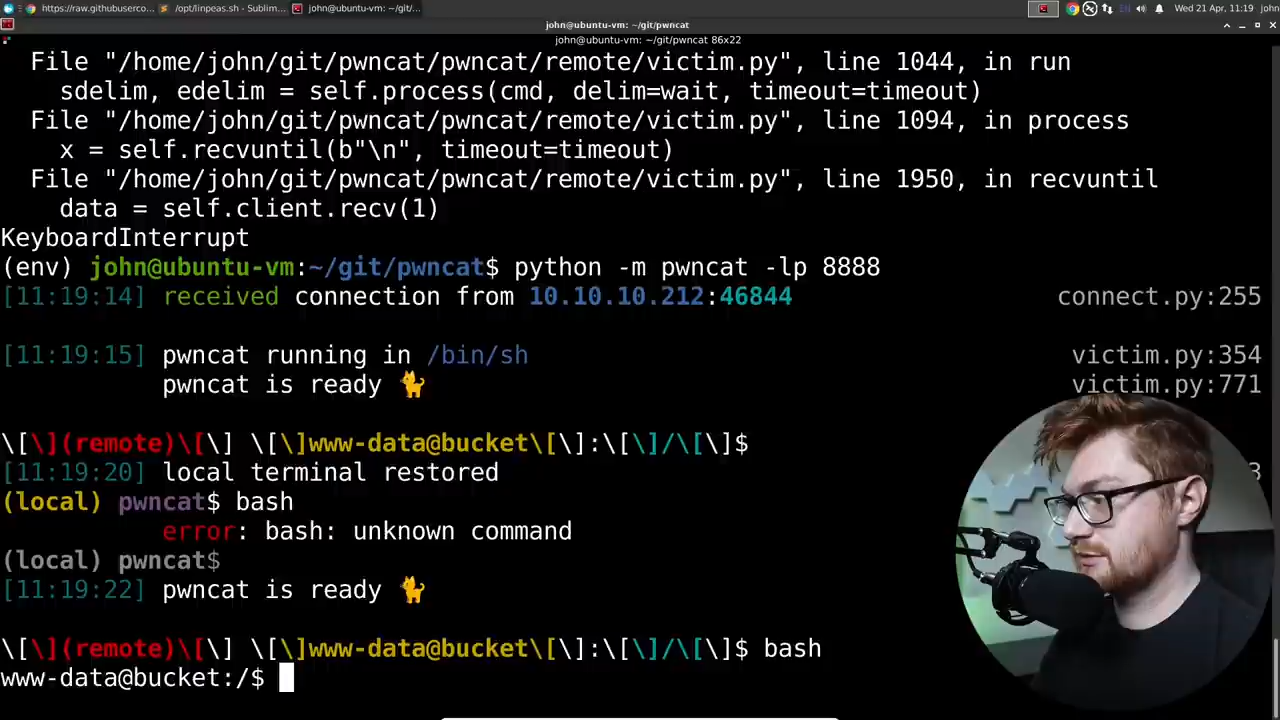 https://raw.githubuserco...
/opt/linpeas.sh - Sublim...
john@ubuntu-vm: ~/git/...
Wed 21 Apr, 11:19
john
john@ubuntu-vm: ~/git/pwncat
john@ubuntu-vm: ~/git/pwncat 86x22
File "/home/john/git/pwncat/pwncat/remote/victim.py", line 1044, in run
sdelim, edelim = self.process(cmd, delim=wait, timeout=timeout)
File "/home/john/git/pwncat/pwncat/remote/victim.py", line 1094, in process
x = self.recvuntil(b"\n", timeout=timeout)
File "/home/john/git/pwncat/pwncat/remote/victim.py", line 1950, in recvuntil
data = self.client.recv(1)
KeyboardInterrupt
(env) john@ubuntu-vm:~/git/pwncat$ python -m pwncat -lp 8888
[11:19:14] received connection from 10.10.10.212:46844 connect.py:255
[11:19:15] pwncat running in /bin/sh victim.py:354
pwncat is ready 🐈 victim.py:771
\[\](remote)\[\] \[\]www-data@bucket\[\]:\[\]/\[\]$
[11:19:20] local terminal restored 3
(local) pwncat$ bash
error: bash: unknown command
(local) pwncat$
[11:19:22] pwncat is ready 🐈
\[\](remote)\[\] \[\]www-data@bucket\[\]:\[\]/\[\]$ bash
www-data@bucket:/$